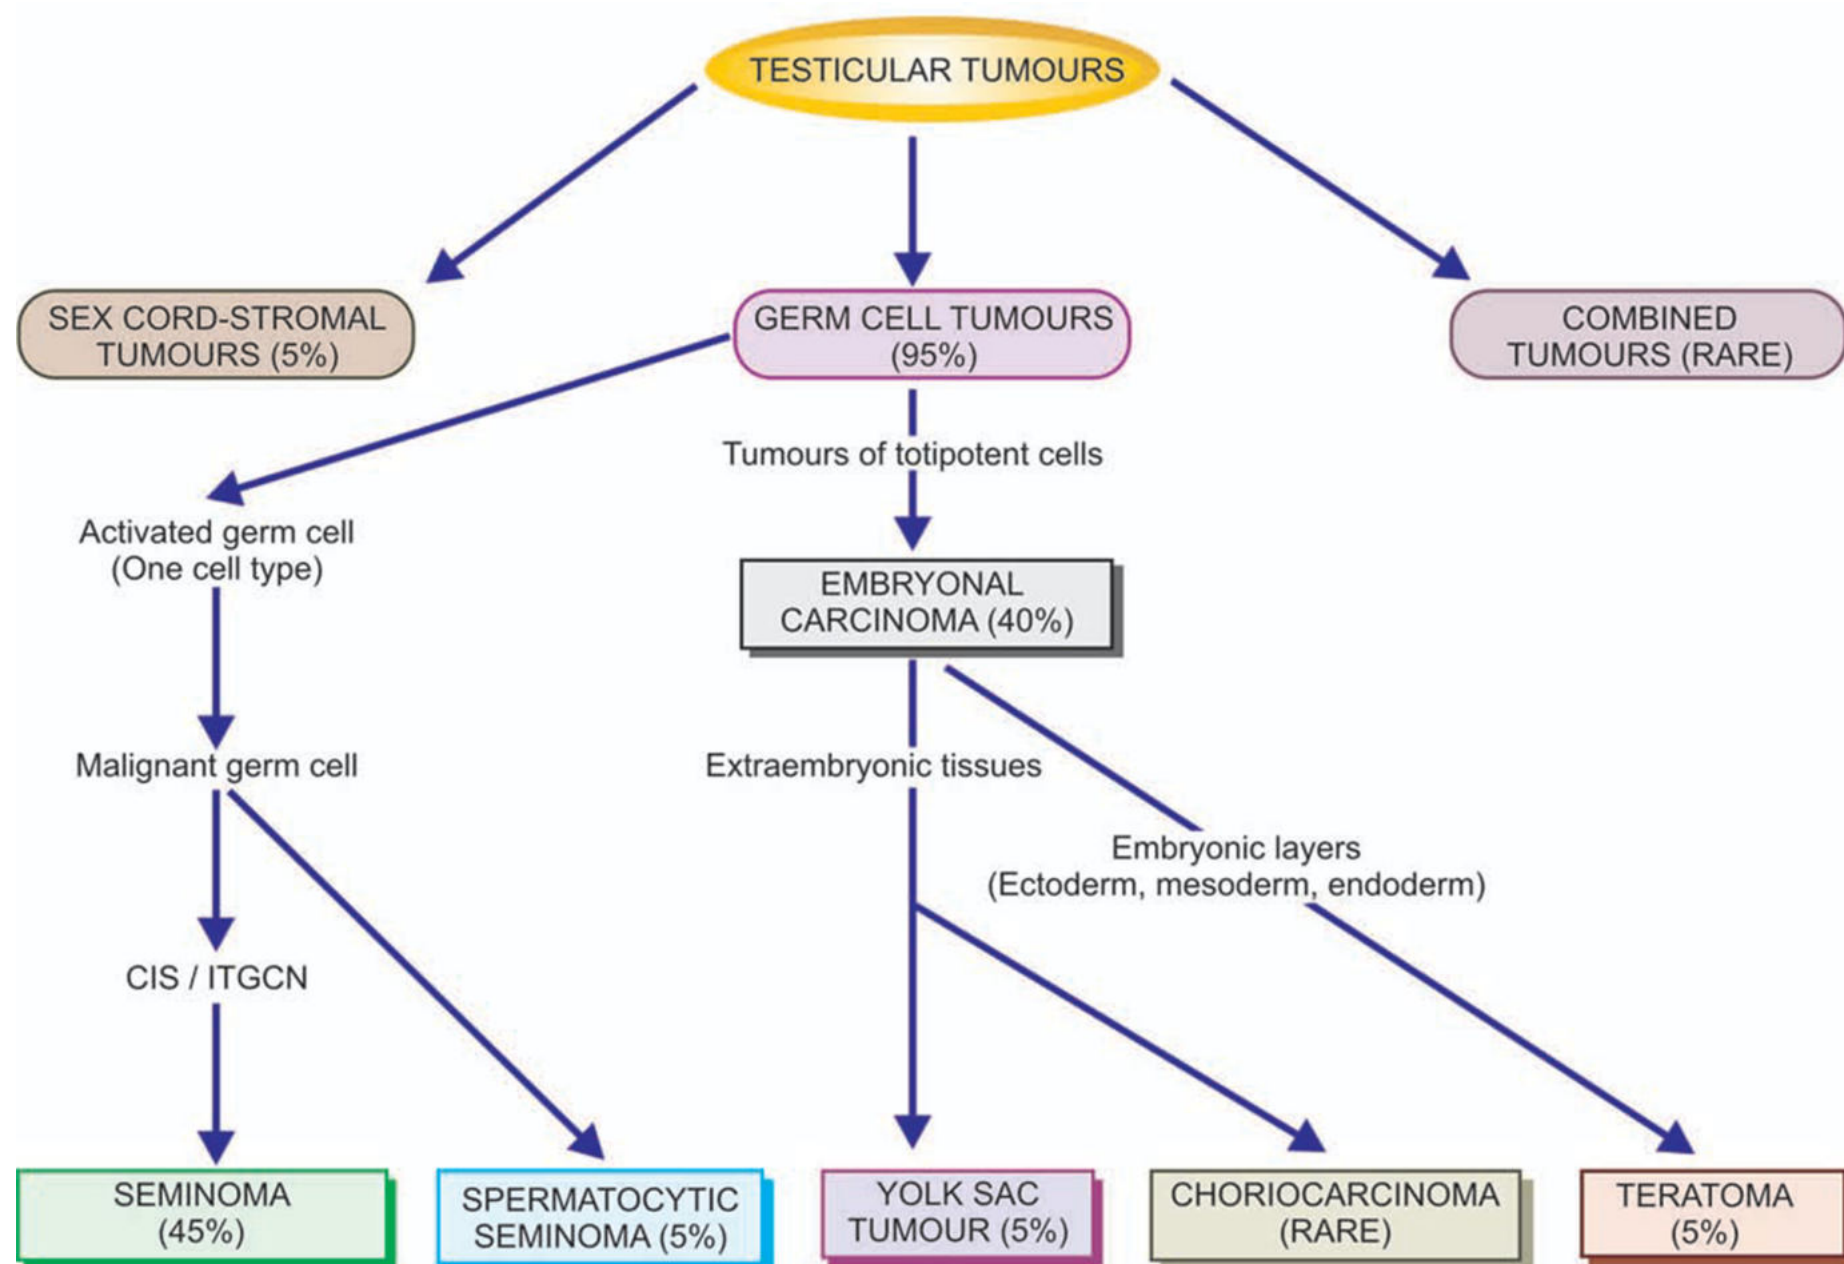 TESTICULAR TUMOURS
SEX CORD-STROMAL
TUMOURS (5%)
GERM CELL TUMOURS
(95%)
COMBINED
TUMOURS (RARE)
Tumours of totipotent cells
Activated germ cell
(One cell type)
EMBRYONAL
CARCINOMA (40%)
Malignant germ cell
Extraembryonic tissues
Embryonic layers
(Ectoderm, mesoderm, endoderm)
CIS / ITGCN
SEMINOMA
(45%)
SPERMATOCYTIC
SEMINOMA (5%)
YOLK SAC
TUMOUR (5%)
CHORIOCARCINOMA
(RARE)
TERATOMA
(5%)